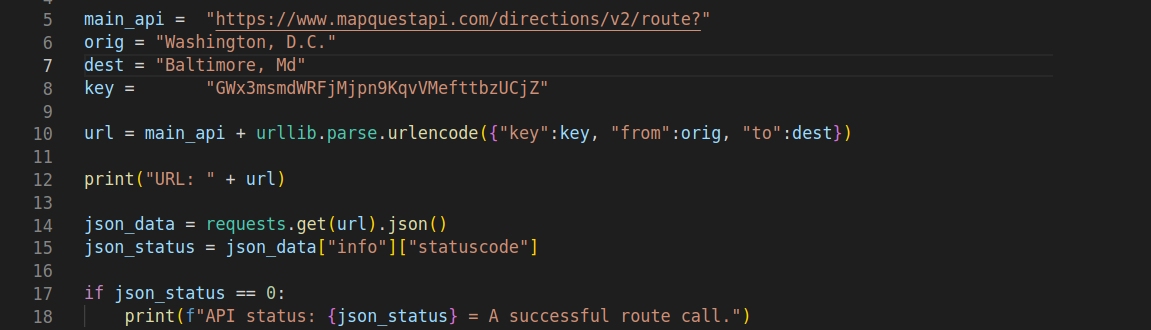 5 main_api =  "https://www.mapquestapi.com/directions/v2/route?"
6 orig = "Washington, D.C."
7 dest = "Baltimore, Md"
8 key =       "GWx3msmdWRFjMjpn9KqvVMefttbzUCjZ"
9
10 url = main_api + urllib.parse.urlencode({"key":key, "from":orig, "to":dest})
11
12 print("URL: " + url)
13
14 json_data = requests.get(url).json()
15 json_status = json_data["info"]["statuscode"]
16
17 if json_status == 0:
18     print(f"API status: {json_status} = A successful route call.")